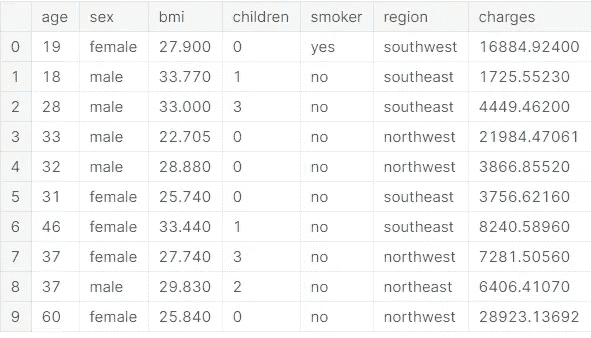 age sex bmi children smoker region charges
0 19 female 27.900 0 yes southwest 16884.92400
1 18 male 33.770 1 no southeast 1725.55230
2 28 male 33.000 3 no southeast 4449.46200
3 33 male 22.705 0 no northwest 21984.47061
4 32 male 28.880 0 no northwest 3866.85520
5 31 female 25.740 0 no southeast 3756.62160
6 46 female 33.440 1 no southeast 8240.58960
7 37 female 27.740 3 no northwest 7281.50560
8 37 male 29.830 2 no northeast 6406.41070
9 60 female 25.840 0 no northwest 28923.13692